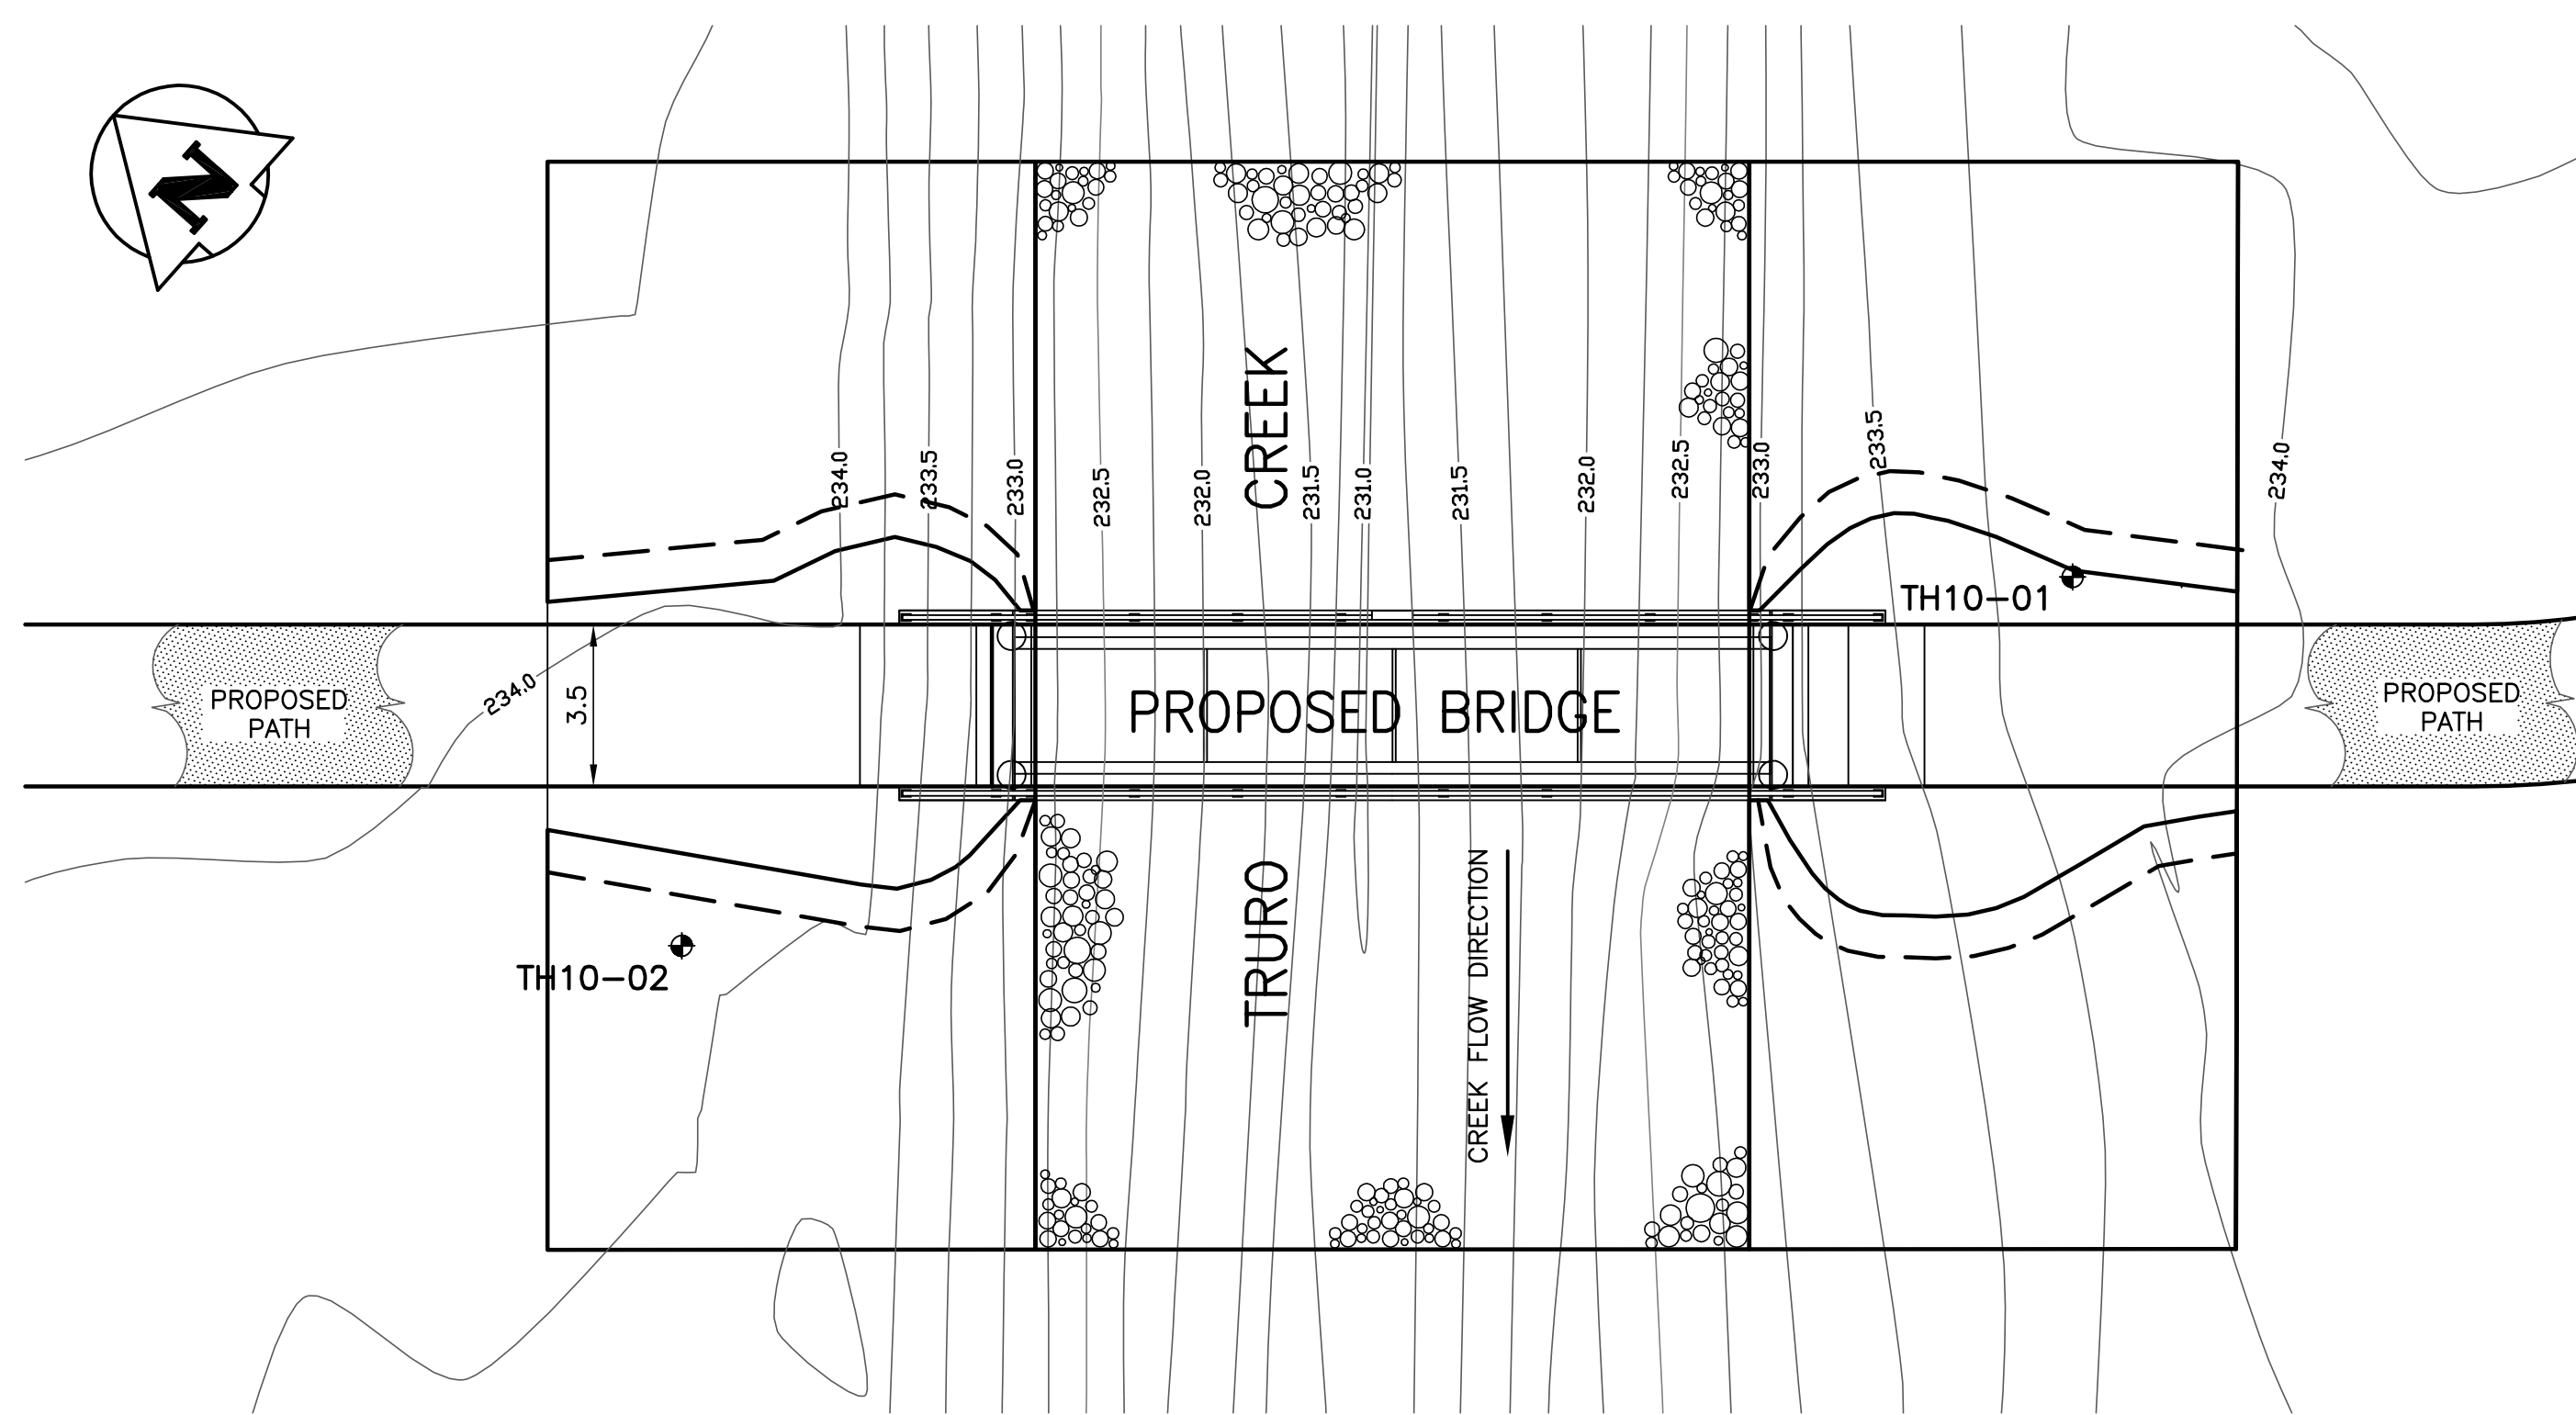 N
CREEK
234.0
233.5
233.0
232.5
232.0
231.5
231.0
231.5
232.0
232.5
233.0
233.5
234.0
TH10-01
PROPOSED
PATH
234.0
3.5
PROPOSED BRIDGE
PROPOSED
PATH
TRURO
CREEK FLOW DIRECTION
TH10-02